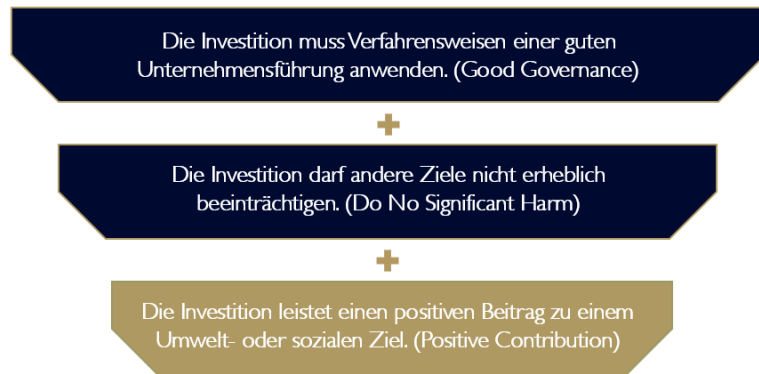 Die Investition muss Verfahrensweisen einer guten
Unternehmensführung anwenden. (Good Governance)
+
Die Investition darf andere Ziele nicht erheblich
beeinträchtigen. (Do No Significant Harm)
+
Die Investition leistet einen positiven Beitrag zu einem
Umwelt- oder sozialen Ziel. (Positive Contribution)